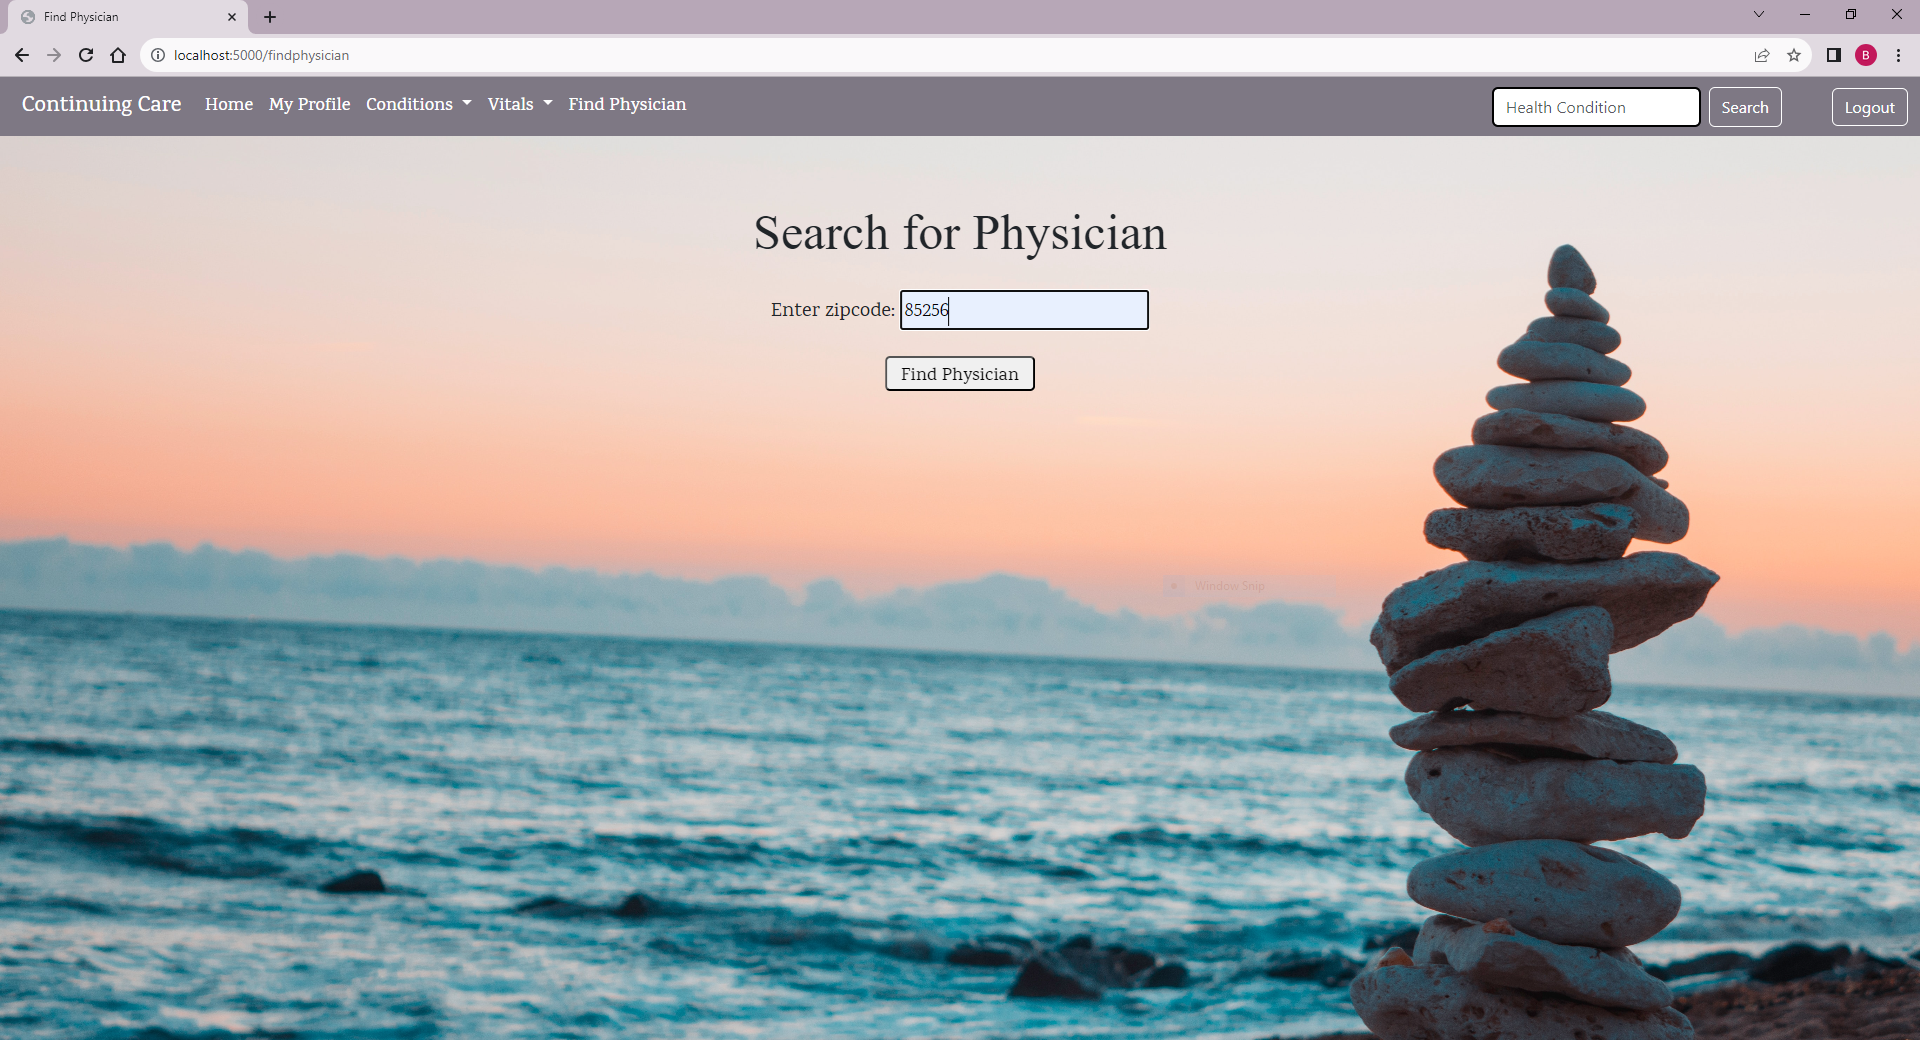 Find Physician
localhost:5000/findphysician
B
Continuing Care Home My Profile Conditions Vitals Find Physician Health Condition Search Logout
Search for Physician
Enter zipcode: 85256
Find Physician
Window Snip